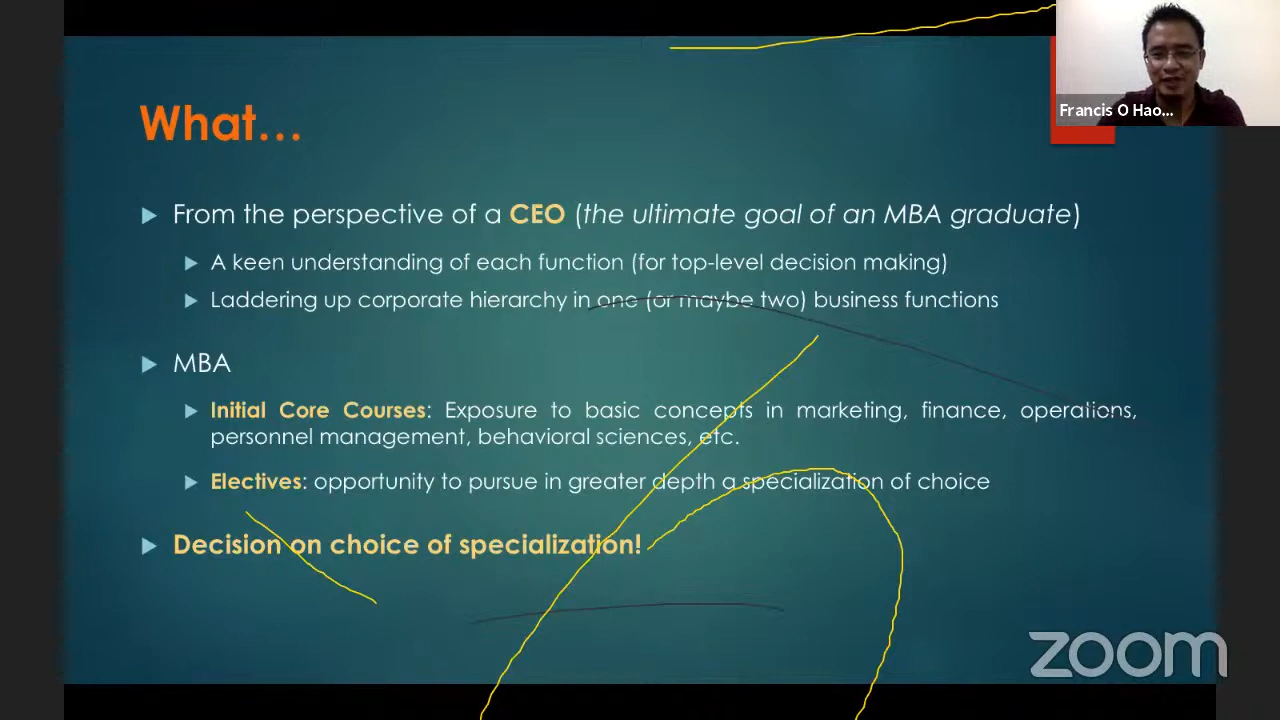 Francis O Hao...
What...
From the perspective of a CEO (the ultimate goal of an MBA graduate)
A keen understanding of each function (for top-level decision making)
Laddering up corporate hierarchy in one (or maybe two) business functions
MBA
Initial Core Courses: Exposure to basic concepts in marketing, finance, operations,
personnel management, behavioral sciences, etc.
Electives: opportunity to pursue in greater depth a specialization of choice
Decision on choice of specialization!
zoom